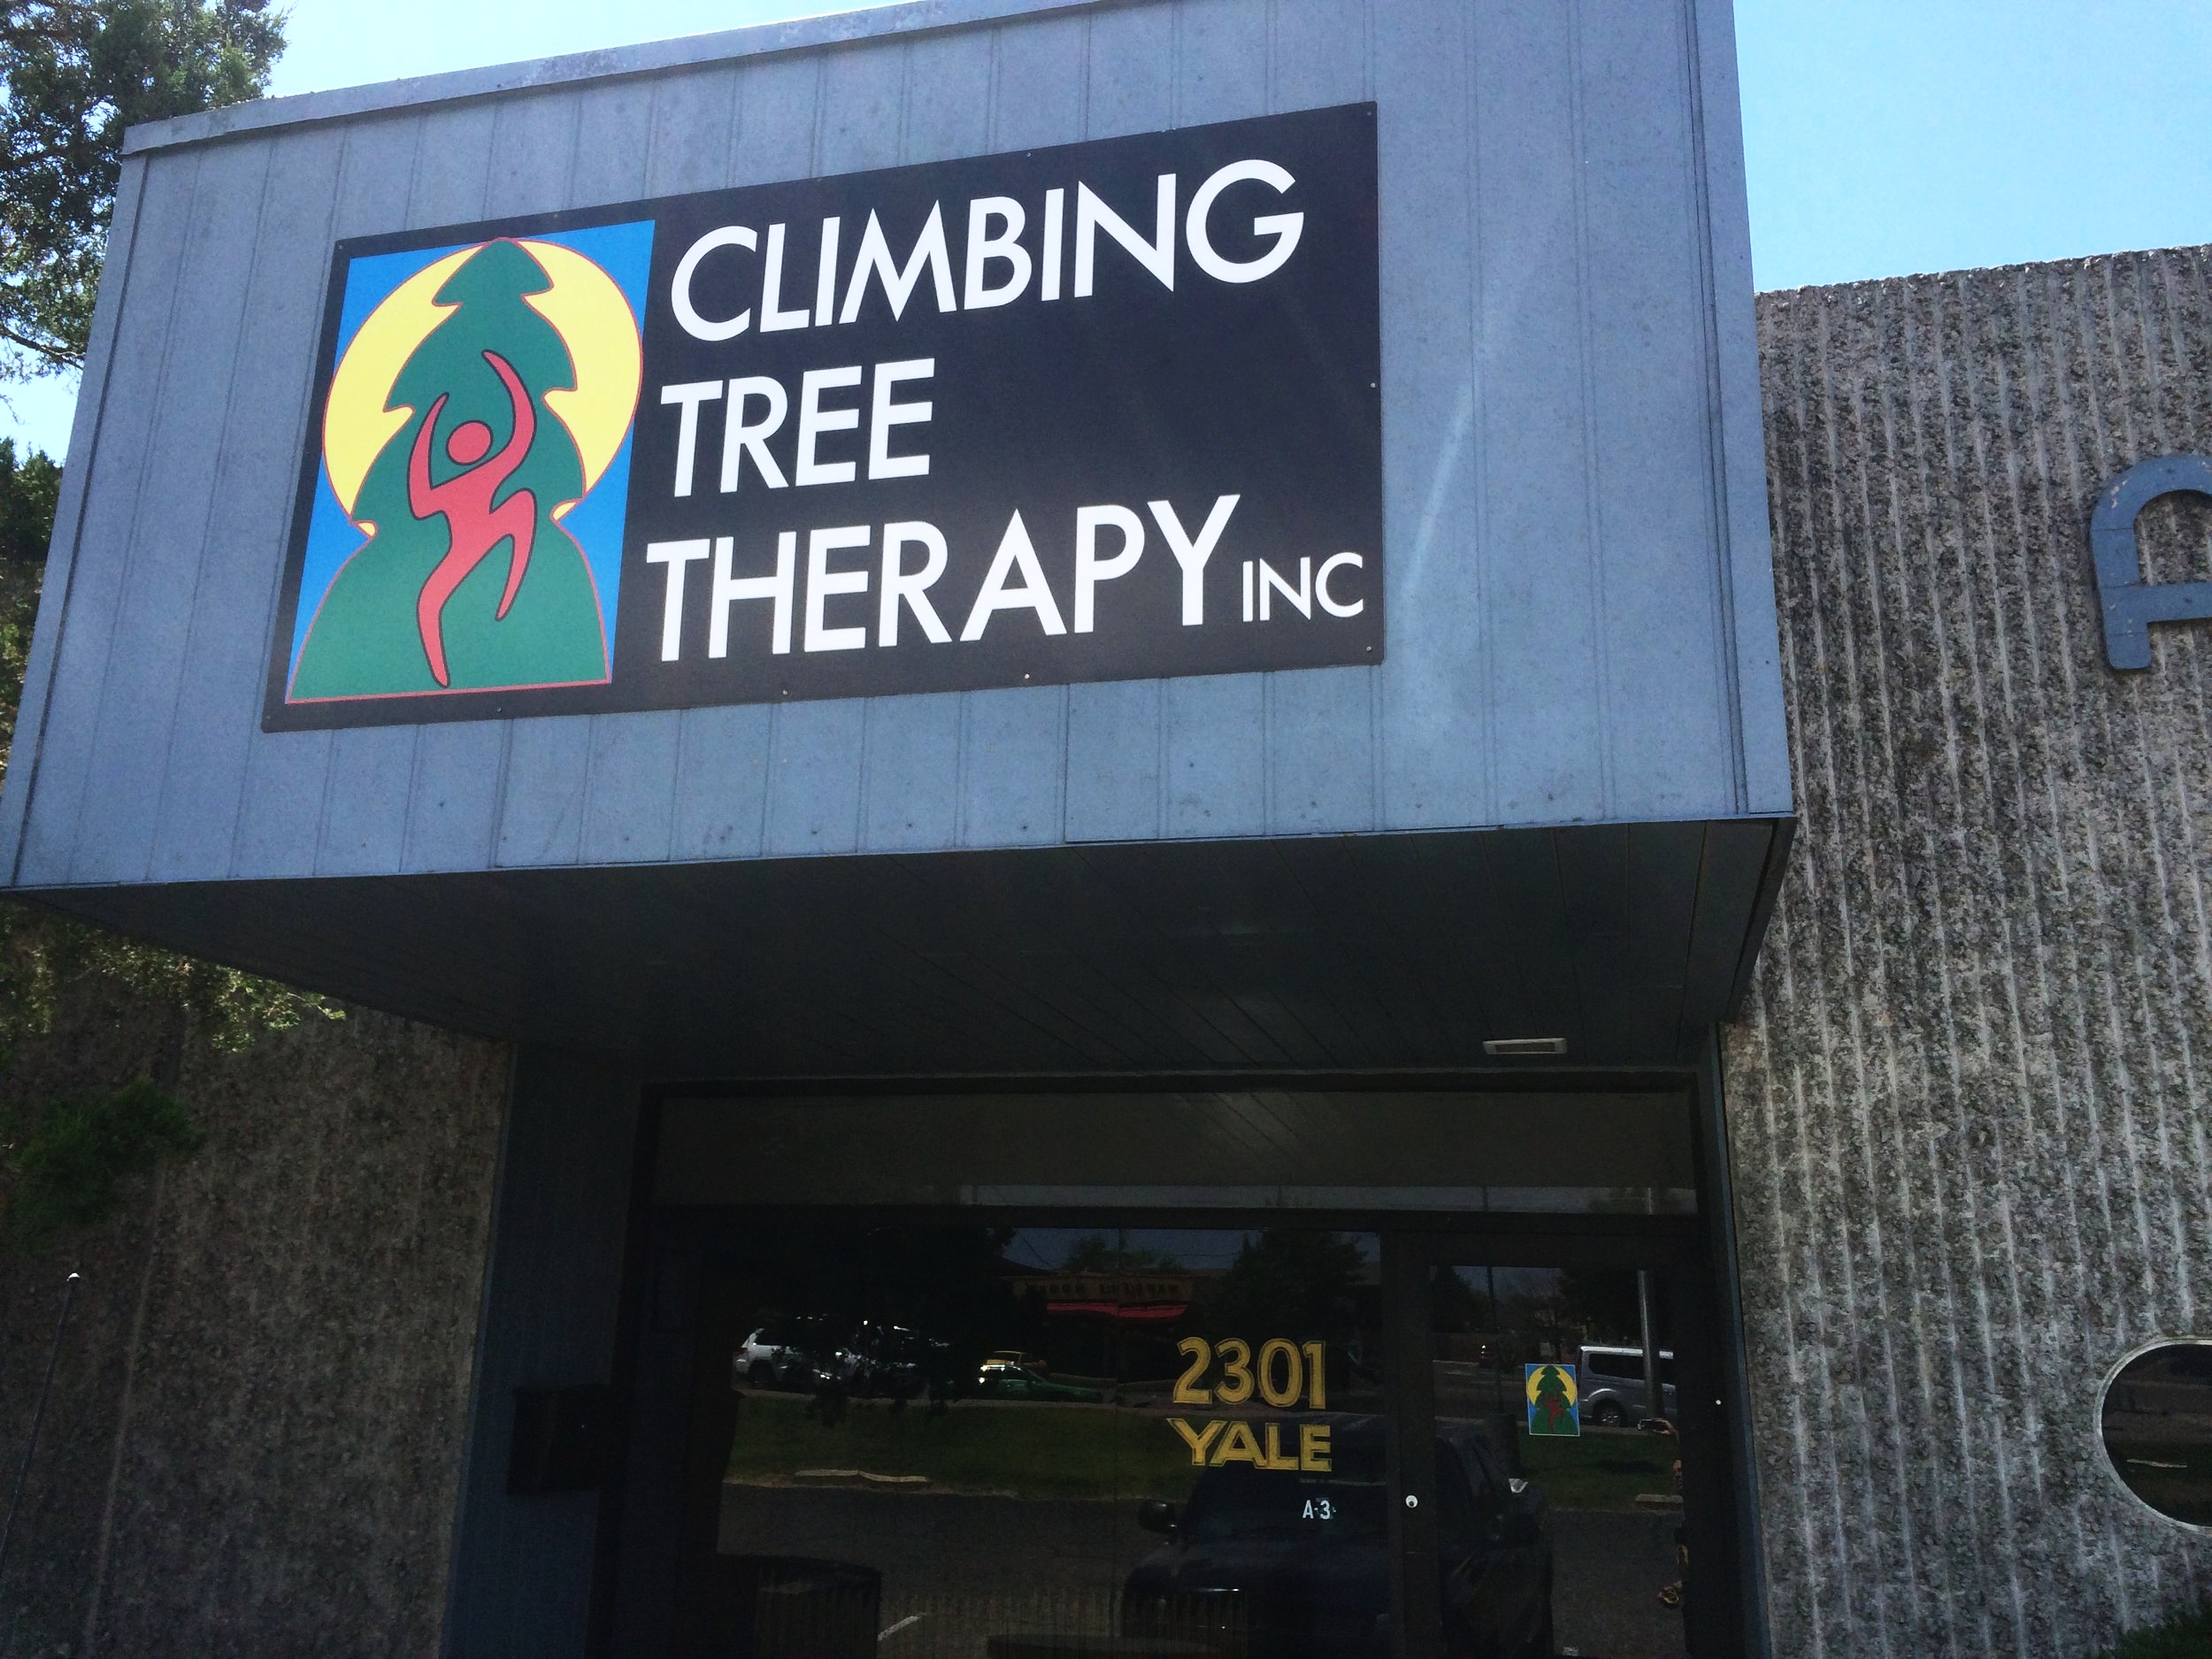 CLIMBING
TREE
THERAPY INC
A
2301
YALE
A-3